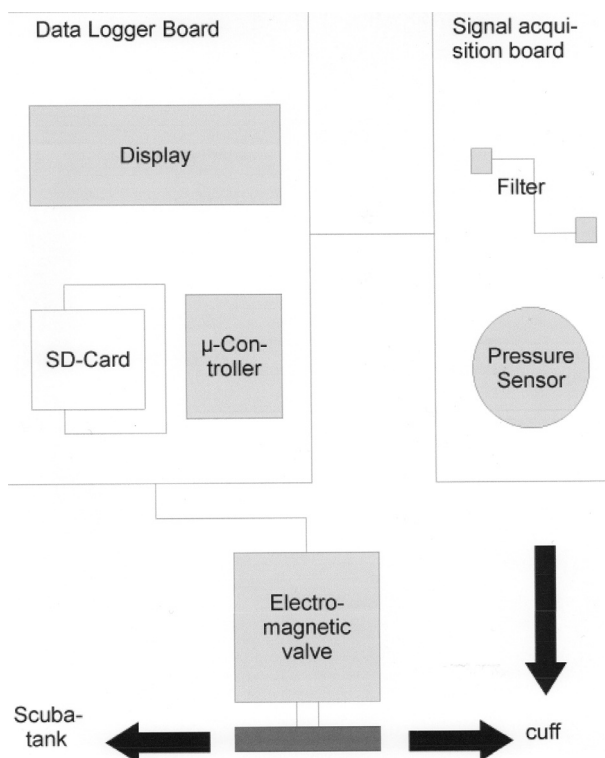 Data Logger Board
Signal acqui-
sition board
Display
Filter
SD-Card
µ-Con-
troller
Pressure
Sensor
Electro-
magnetic
valve
Scuba-
tank
cuff